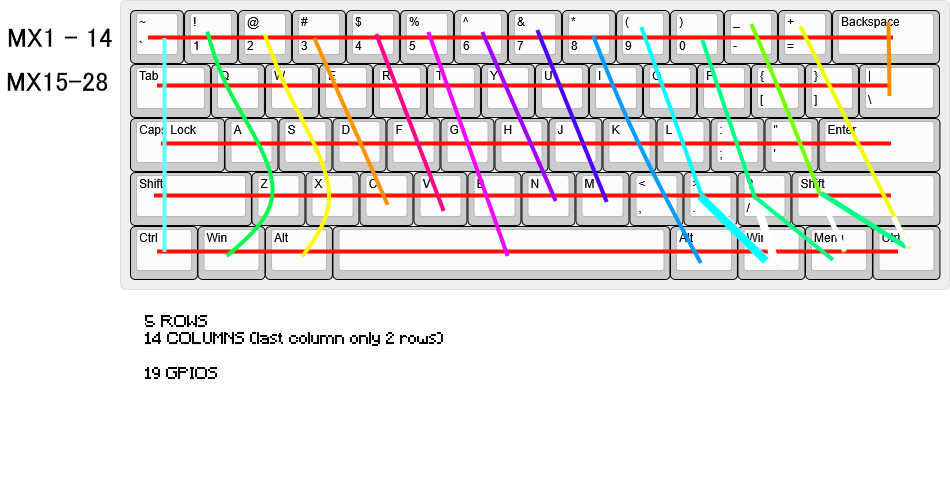 MX1 - 14
~ ! @ # $ % ^ & * ( ) _ + Backspace
` 1 2 3 4 5 6 7 8 9 0 - =
MX15-28
Tab Q W E R T Y U I O P { } |
[ ] \
Caps Lock A S D F G H J K L : " Enter
; '
Shift Z X C V B N M < > ? Shift
, . /
Ctrl Win Alt Alt Win Menu Ctrl
5 ROWS
14 COLUMNS (last column only 2 rows)
19 GPIOS